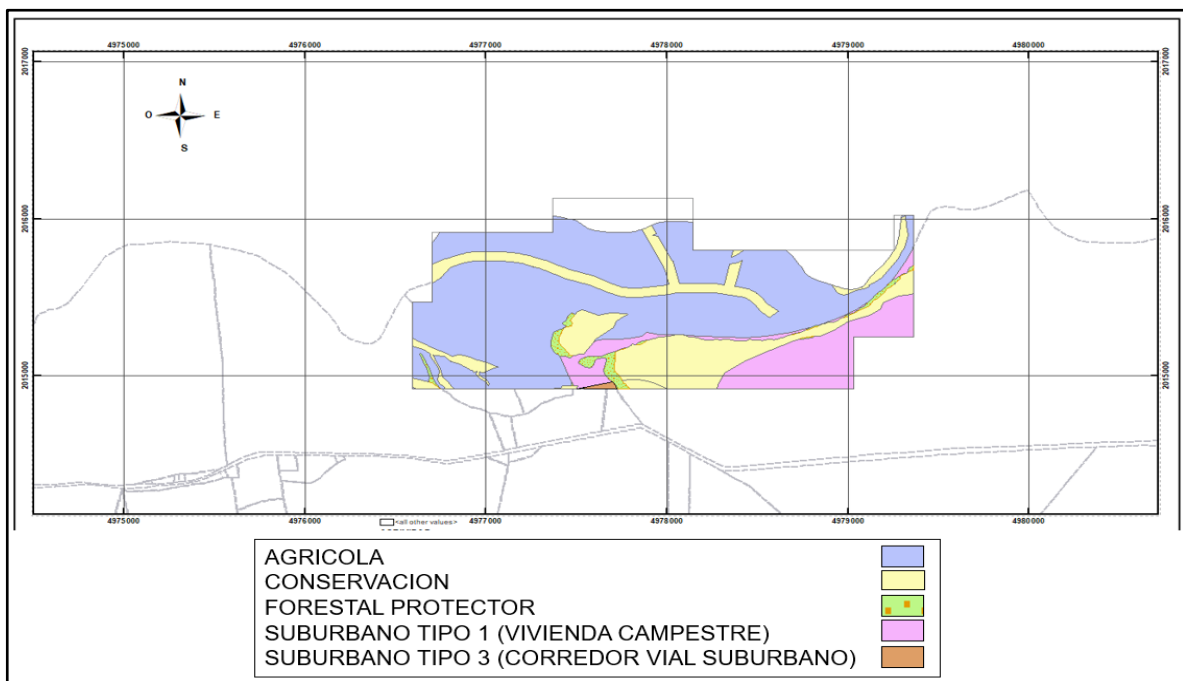 4975000 4976000 4977000 4978000 4979000 4980000
2017000 2017000
N
O E
S
2016000 2016000
2015000 2015000
4975000 4976000 4977000 4978000 4979000 4980000
<all other values>
AGRICOLA
CONSERVACION
FORESTAL PROTECTOR
SUBURBANO TIPO 1 (VIVIENDA CAMPESTRE)
SUBURBANO TIPO 3 (CORREDOR VIAL SUBURBANO)